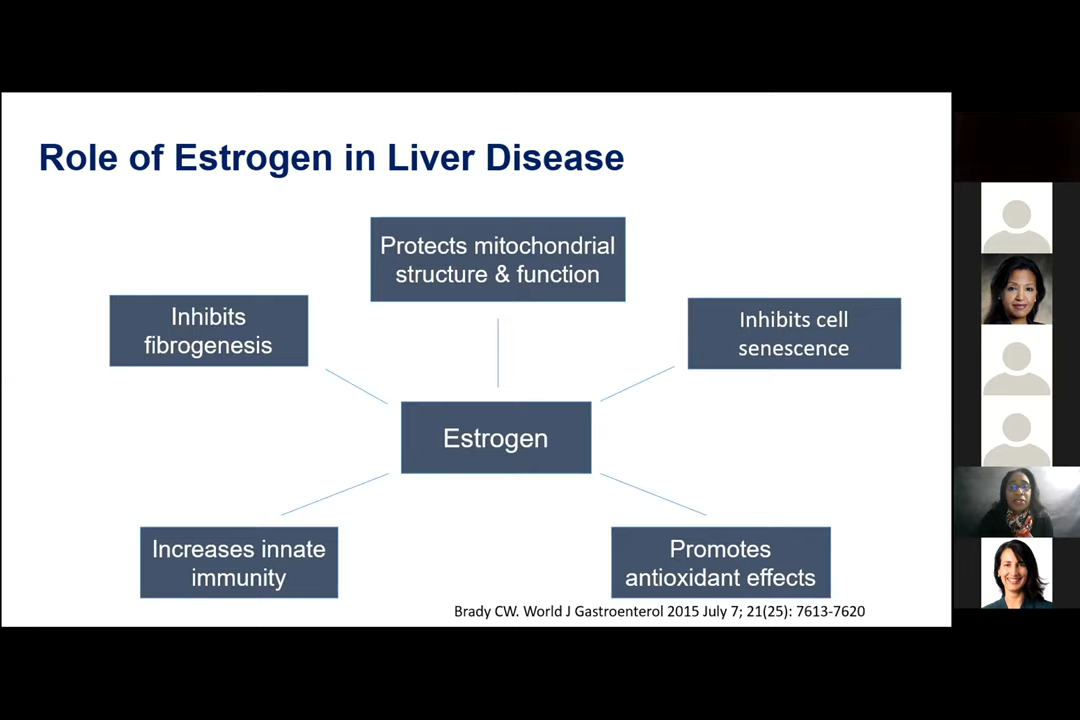 Role of Estrogen in Liver Disease
Protects mitochondrial
structure & function
Inhibits
fibrogenesis
Inhibits cell
senescence
Estrogen
Increases innate
immunity
Promotes
antioxidant effects
Brady CW. World J Gastroenterol 2015 July 7; 21(25): 7613-7620